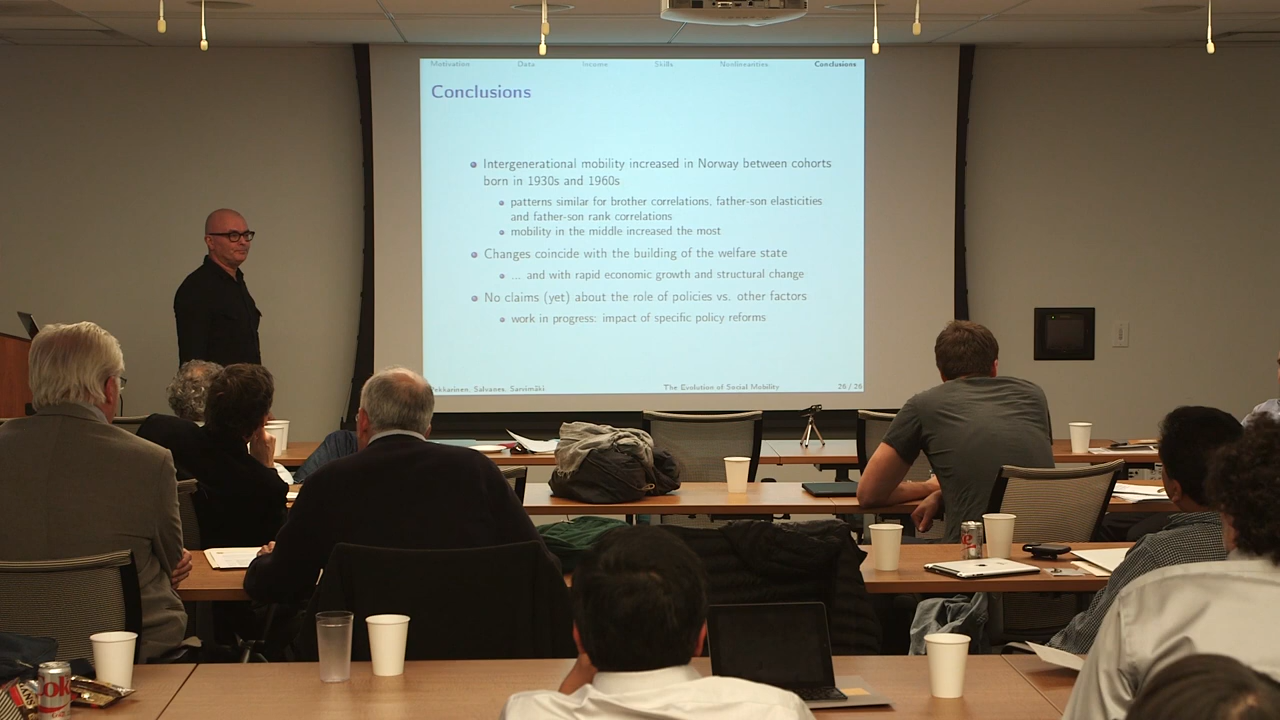 Motivation Data Income Skills Nonlinearities Conclusions
Conclusions
Intergenerational mobility increased in Norway between cohorts
born in 1930s and 1960s
patterns similar for brother correlations, father-son elasticities
and father-son rank correlations
mobility in the middle increased the most
Changes coincide with the building of the welfare state
... and with rapid economic growth and structural change
No claims (yet) about the role of policies vs. other factors
work in progress: impact of specific policy reforms
Pekkarinen, Salvanes, Sarvimäki The Evolution of Social Mobility 26 / 26